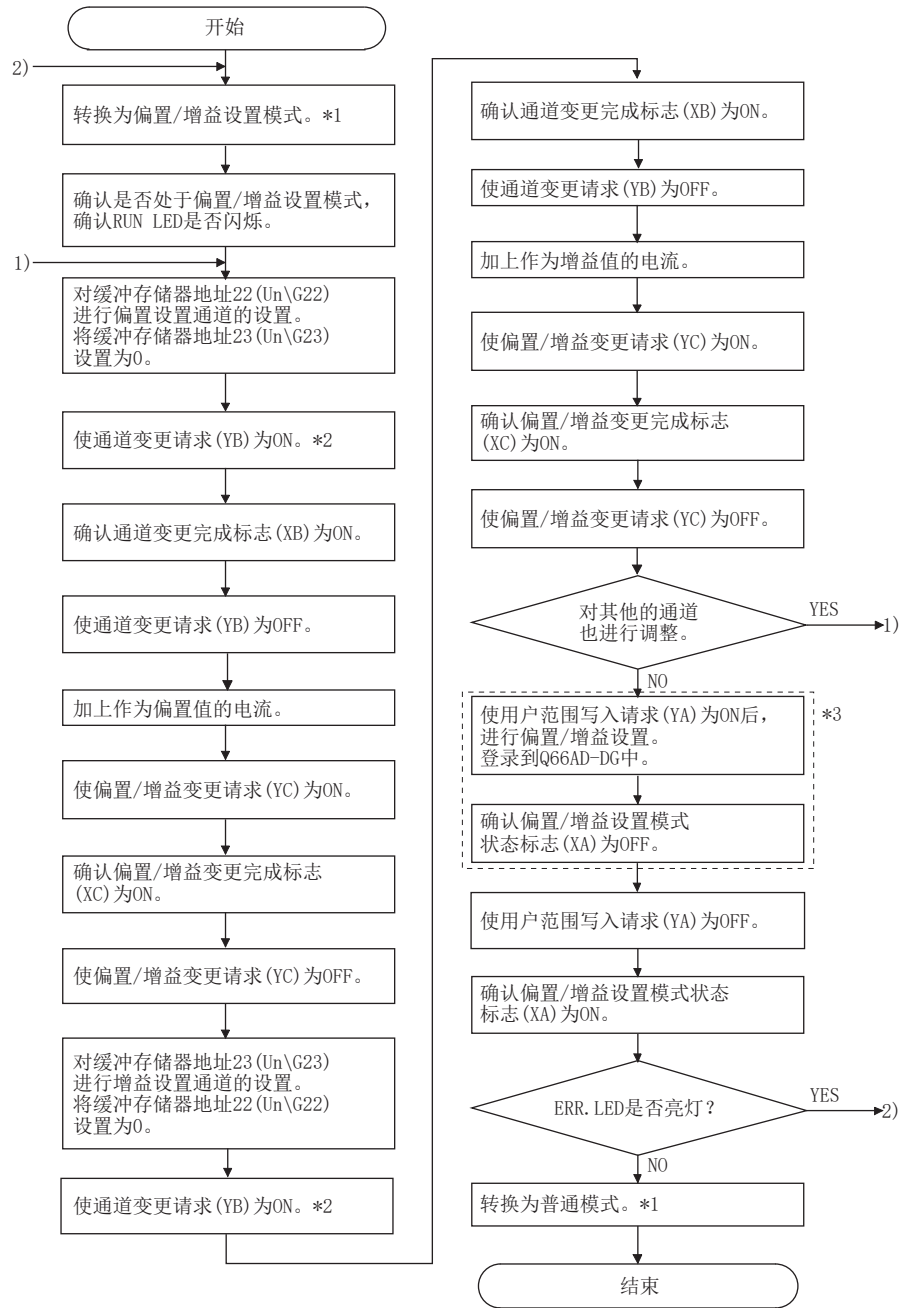 开始
2)
转换为偏置/增益设置模式。*1
确认是否处于偏置/增益设置模式，
确认RUN LED是否闪烁。
1)
对缓冲存储器地址22(Un\G22)
进行偏置设置通道的设置。
将缓冲存储器地址23(Un\G23)
设置为0。
使通道变更请求(YB)为ON。*2
确认通道变更完成标志(XB)为ON。
使通道变更请求(YB)为OFF。
加上作为偏置值的电流。
使偏置/增益变更请求(YC)为ON。
确认偏置/增益变更完成标志
(XC)为ON。
使偏置/增益变更请求(YC)为OFF。
对缓冲存储器地址23(Un\G23)
进行增益设置通道的设置。
将缓冲存储器地址22(Un\G22)
设置为0。
使通道变更请求(YB)为ON。*2
确认通道变更完成标志(XB)为ON。
使通道变更请求(YB)为OFF。
加上作为增益值的电流。
使偏置/增益变更请求(YC)为ON。
确认偏置/增益变更完成标志
(XC)为ON。
使偏置/增益变更请求(YC)为OFF。
对其他的通道
也进行调整。
YES
1)
NO
使用户范围写入请求(YA)为ON后，
进行偏置/增益设置。
登录到Q66AD-DG中。
*3
确认偏置/增益设置模式
状态标志(XA)为OFF。
使用户范围写入请求(YA)为OFF。
确认偏置/增益设置模式状态
标志(XA)为ON。
ERR.LED是否亮灯？
YES
2)
NO
转换为普通模式。*1
结束